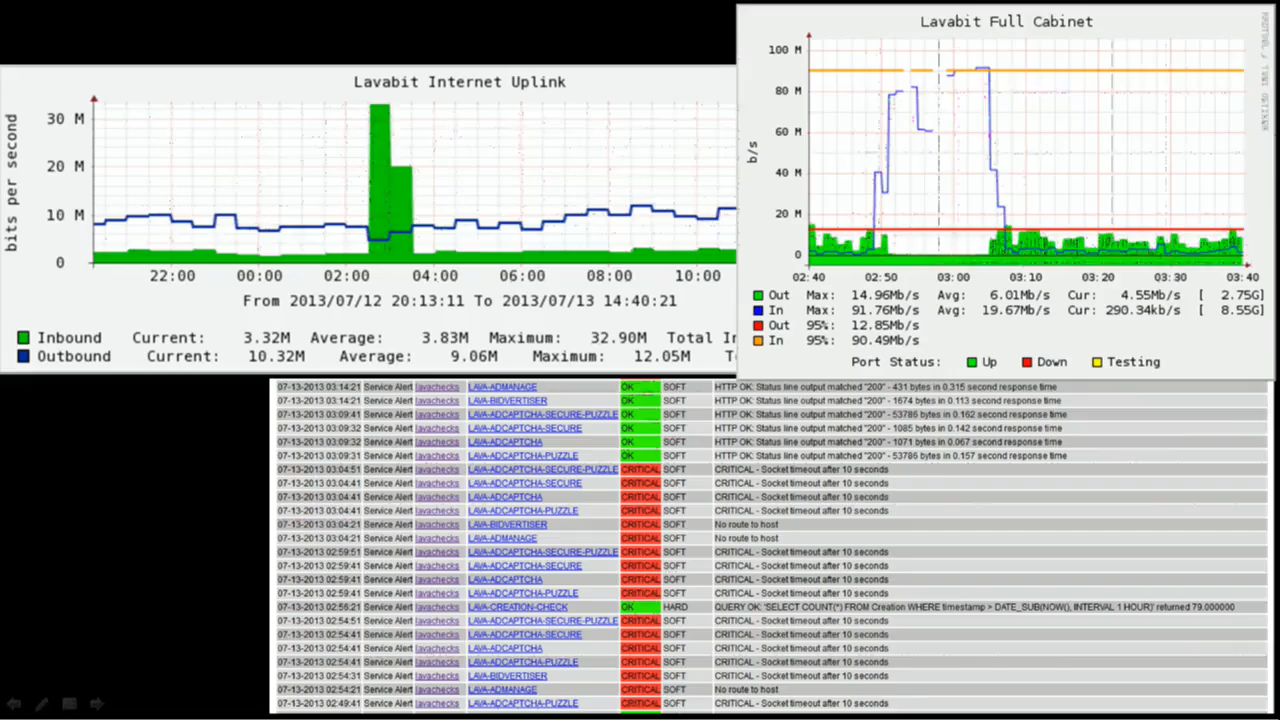 Lavabit Internet Uplink
bits per second
30 M
20 M
10 M
0
22:00 00:00 02:00 04:00 06:00 08:00 10:00
From 2013/07/12 20:13:11 To 2013/07/13 14:40:21
Inbound Current: 3.32M Average: 3.83M Maximum: 32.90M Total In
Outbound Current: 10.32M Average: 9.06M Maximum: 12.05M
Lavabit Full Cabinet
b/s
100 M
80 M
60 M
40 M
20 M
0
02:40 02:50 03:00 03:10 03:20 03:30 03:40
Out Max: 14.96Mb/s Avg: 6.01Mb/s Cur: 4.55Mb/s [ 2.75G]
In Max: 91.76Mb/s Avg: 19.67Mb/s Cur: 290.34kb/s [ 8.55G]
Out 95%: 12.85Mb/s
In 95%: 90.49Mb/s
Port Status: Up Down Testing
07-13-2013 03:14:21 Service Alert lavachecks LAVA-ADMANAGE OK SOFT HTTP OK: Status line output matched "200" - 431 bytes in 0.315 second response time
07-13-2013 03:14:21 Service Alert lavachecks LAVA-BIDVERTISER OK SOFT HTTP OK: Status line output matched "200" - 1674 byte in 0.113 second response time
07-13-2013 03:09:41 Service Alert lavachecks LAVA-ADCAPTCHA-SECURE-PUZZLE OK SOFT HTTP OK: Status line output matched "200" - 53786 bytes in 0.162 second response time
07-13-2013 03:09:32 Service Alert lavachecks LAVA-ADCAPTCHA-SECURE OK SOFT HTTP OK: Status line output matched "200" - 1085 bytes in 0.142 second response time
07-13-2013 03:09:32 Service Alert lavachecks LAVA-ADCAPTCHA OK SOFT HTTP OK: Status line output matched "200" - 1071 bytes in 0.067 second response time
07-13-2013 03:09:31 Service Alert lavachecks LAVA-ADCAPTCHA-PUZZLE OK SOFT HTTP OK: Status line output matched "200" - 53786 bytes in 0.157 second response time
07-13-2013 03:04:51 Service Alert lavachecks LAVA-ADCAPTCHA-SECURE-PUZZLE CRITICAL SOFT CRITICAL - Socket timeout after 10 seconds
07-13-2013 03:04:41 Service Alert lavachecks LAVA-ADCAPTCHA-SECURE CRITICAL SOFT CRITICAL - Socket timeout after 10 seconds
07-13-2013 03:04:41 Service Alert lavachecks LAVA-ADCAPTCHA CRITICAL SOFT CRITICAL - Socket timeout after 10 seconds
07-13-2013 03:04:41 Service Alert lavachecks LAVA-ADCAPTCHA-PUZZLE CRITICAL SOFT CRITICAL - Socket timeout after 10 seconds
07-13-2013 03:04:21 Service Alert lavachecks LAVA-BIDVERTISER CRITICAL SOFT No route to host
07-13-2013 03:04:21 Service Alert lavachecks LAVA-ADMANAGE CRITICAL SOFT No route to host
07-13-2013 02:59:51 Service Alert lavachecks LAVA-ADCAPTCHA-SECURE-PUZZLE CRITICAL SOFT CRITICAL - Socket timeout after 10 seconds
07-13-2013 02:59:41 Service Alert lavachecks LAVA-ADCAPTCHA-SECURE CRITICAL SOFT CRITICAL - Socket timeout after 10 seconds
07-13-2013 02:59:41 Service Alert lavachecks LAVA-ADCAPTCHA CRITICAL SOFT CRITICAL - Socket timeout after 10 seconds
07-13-2013 02:59:41 Service Alert lavachecks LAVA-ADCAPTCHA-PUZZLE CRITICAL SOFT CRITICAL - Socket timeout after 10 seconds
07-13-2013 02:56:21 Service Alert lavachecks LAVA-CREATION-CHECK OK HARD QUERY OK: 'SELECT COUNT(*) FROM Creation WHERE timestamp > DATE_SUB(NOW(), INTERVAL 1 HOUR)' returned 79.000000
07-13-2013 02:54:51 Service Alert lavachecks LAVA-ADCAPTCHA-SECURE-PUZZLE CRITICAL SOFT CRITICAL - Socket timeout after 10 seconds
07-13-2013 02:54:41 Service Alert lavachecks LAVA-ADCAPTCHA-SECURE CRITICAL SOFT CRITICAL - Socket timeout after 10 seconds
07-13-2013 02:54:41 Service Alert lavachecks LAVA-ADCAPTCHA CRITICAL SOFT CRITICAL - Socket timeout after 10 seconds
07-13-2013 02:54:41 Service Alert lavachecks LAVA-ADCAPTCHA-PUZZLE CRITICAL SOFT CRITICAL - Socket timeout after 10 seconds
07-13-2013 02:54:31 Service Alert lavachecks LAVA-BIDVERTISER CRITICAL SOFT CRITICAL - Socket timeout after 10 seconds
07-13-2013 02:54:21 Service Alert lavachecks LAVA-ADMANAGE CRITICAL SOFT No route to host
07-13-2013 02:49:41 Service Alert lavachecks LAVA-ADCAPTCHA-PUZZLE CRITICAL SOFT CRITICAL - Socket timeout after 10 seconds